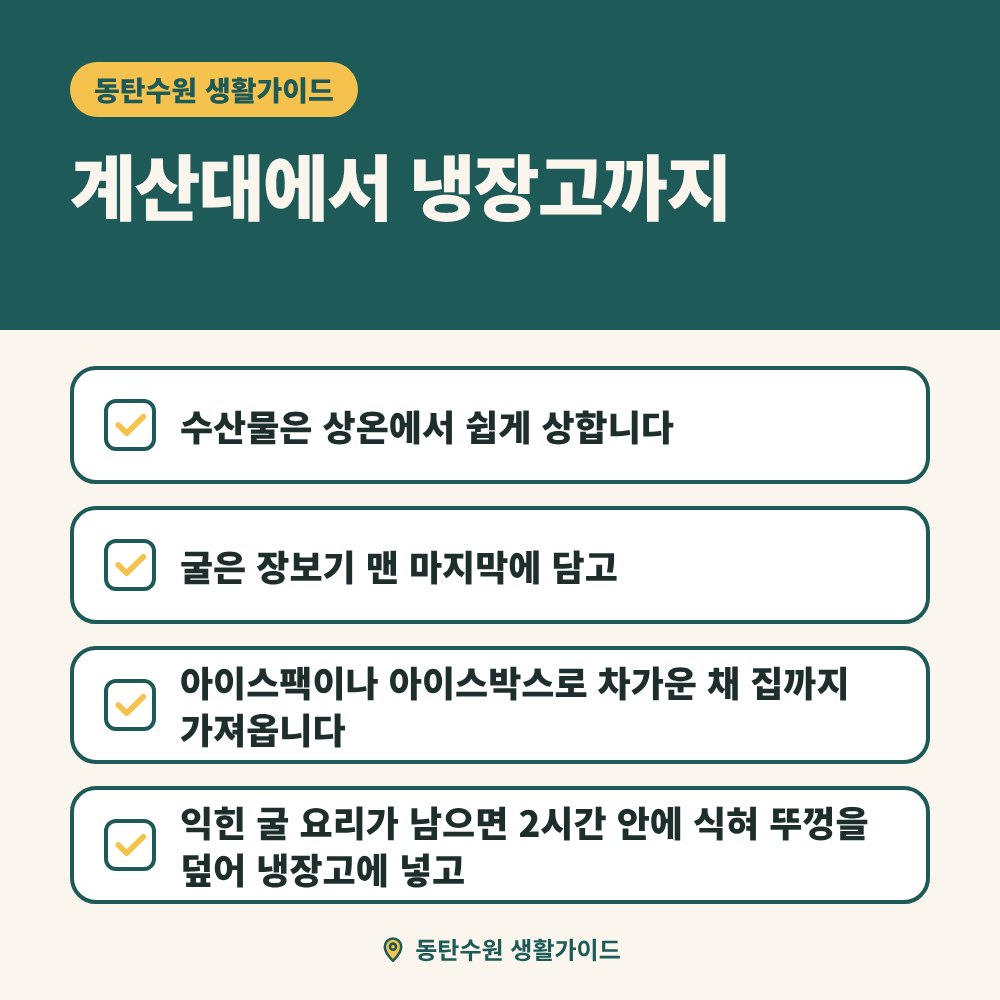 동탄수원 생활가이드
계산대에서 냉장고까지
수산물은 상온에서 쉽게 상합니다
굴은 장보기 맨 마지막에 담고
아이스팩이나 아이스박스로 차가운 채 집까지
가져옵니다
익힌 굴 요리가 남으면 2시간 안에 식혀 뚜껑을
덮어 냉장고에 넣고
동탄수원 생활가이드